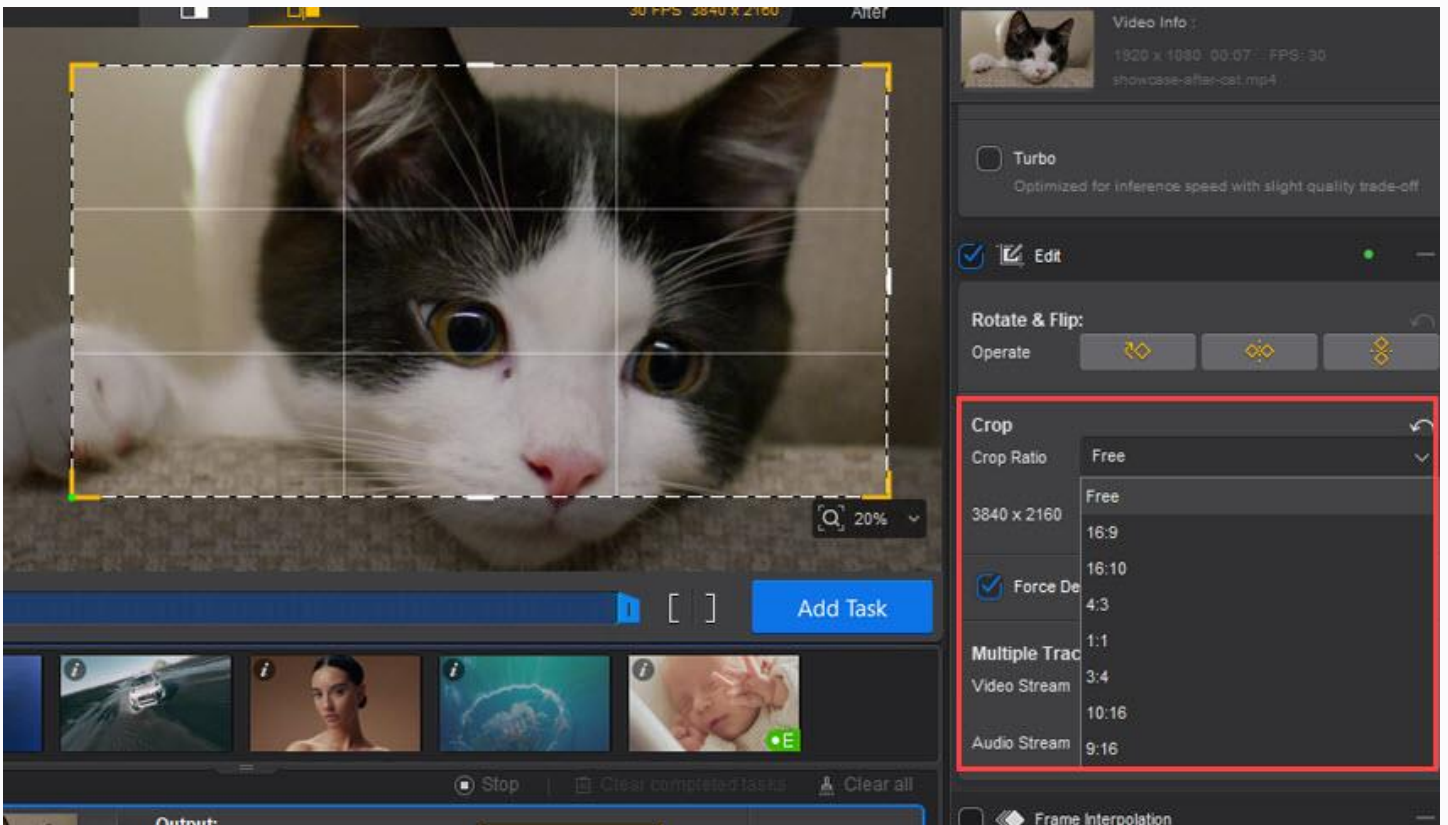 30 FPS 3840 x 2160
After
Video Info :
1920 x 1080 00:07 FPS: 30
showcase-after-cat.mp4
Turbo
Optimized for inference speed with slight quality trade-off
Edit
Rotate & Flip:
Operate
Crop
Crop Ratio
Free
Free
3840 x 2160
16:9
16:10
Force De
4:3
1:1
Multiple Trac
3:4
Video Stream
10:16
Audio Stream
9:16
20%
Add Task
E
Stop
Clear completed tasks
Clear all
Output:
Frame Interpolation